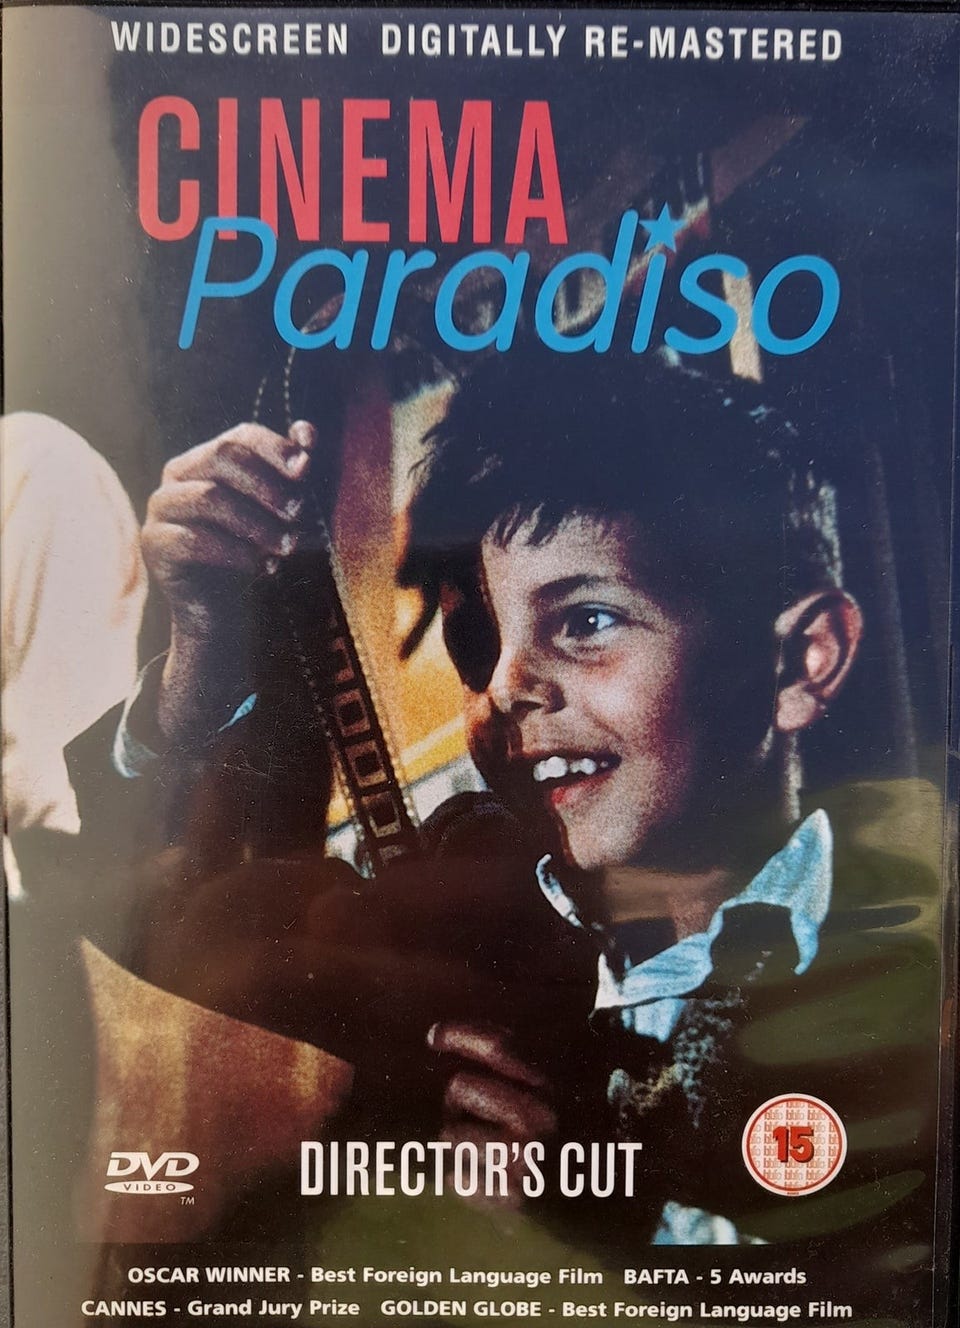 WIDESCREEN DIGITALLY RE-MASTERED
CINEMA
Paradiso
15
DVD
VIDEO
TM
DIRECTOR'S CUT
OSCAR WINNER - Best Foreign Language Film BAFTA - 5 Awards
CANNES - Grand Jury Prize GOLDEN GLOBE - Best Foreign Language Film